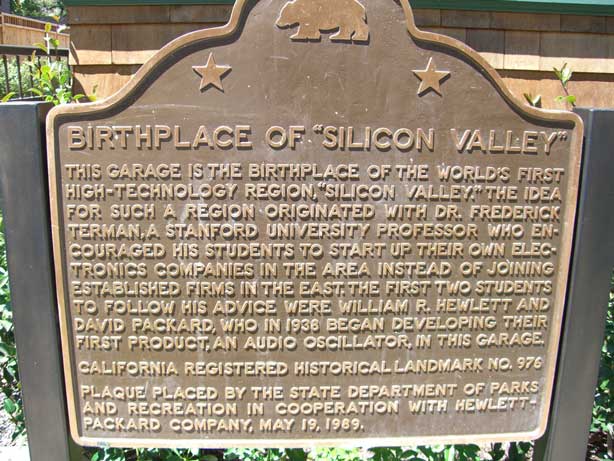 BIRTHPLACE OF "SILICON VALLEY"
THIS GARAGE IS THE BIRTHPLACE OF THE WORLD'S FIRST
HIGH-TECHNOLOGY REGION, "SILICON VALLEY." THE IDEA
FOR SUCH A REGION ORIGINATED WITH DR. FREDERICK
TERMAN, A STANFORD UNIVERSITY PROFESSOR WHO EN-
COURAGED HIS STUDENTS TO START UP THEIR OWN ELEC-
TRONICS COMPANIES IN THE AREA INSTEAD OF JOINING
ESTABLISHED FIRMS IN THE EAST. THE FIRST TWO STUDENTS
TO FOLLOW HIS ADVICE WERE WILLIAM R. HEWLETT AND
DAVID PACKARD, WHO IN 1938 BEGAN DEVELOPING THEIR
FIRST PRODUCT, AN AUDIO OSCILLATOR, IN THIS GARAGE.
CALIFORNIA REGISTERED HISTORICAL LANDMARK NO. 976
PLAQUE PLACED BY THE STATE DEPARTMENT OF PARKS
AND RECREATION IN COOPERATION WITH HEWLETT-
PACKARD COMPANY, MAY 19, 1989.